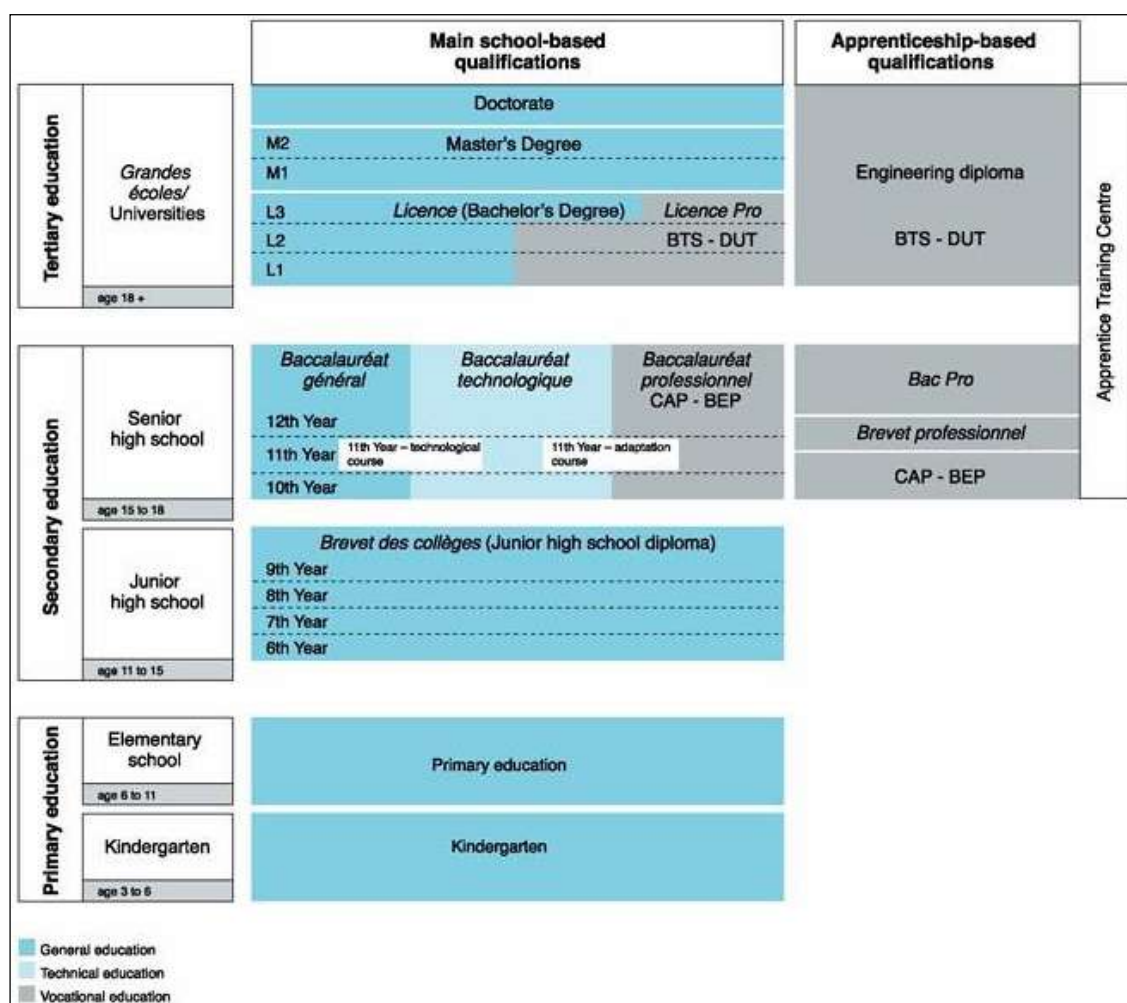 Main school-based
qualifications
Apprenticeship-based
qualifications
Tertiary education
Grandes
écoles/
Universities
age 18 +
Doctorate
M2
Master's Degree
M1
L3
Licence (Bachelor's Degree)
Licence Pro
L2
BTS - DUT
L1
Engineering diploma
BTS - DUT
Apprentice Training Centre
Secondary education
Senior
high school
age 15 to 18
Baccalauréat
général
Baccalauréat
technologique
Baccalauréat
professionnel
CAP - BEP
12th Year
11th Year
11th Year – technological
course
11th Year – adaptation
course
10th Year
Bac Pro
Brevet professionnel
CAP - BEP
Junior
high school
age 11 to 15
Brevet des collèges (Junior high school diploma)
9th Year
8th Year
7th Year
6th Year
Primary education
Elementary
school
age 6 to 11
Primary education
Kindergarten
age 3 to 6
Kindergarten
General education
Technical education
Vocational education